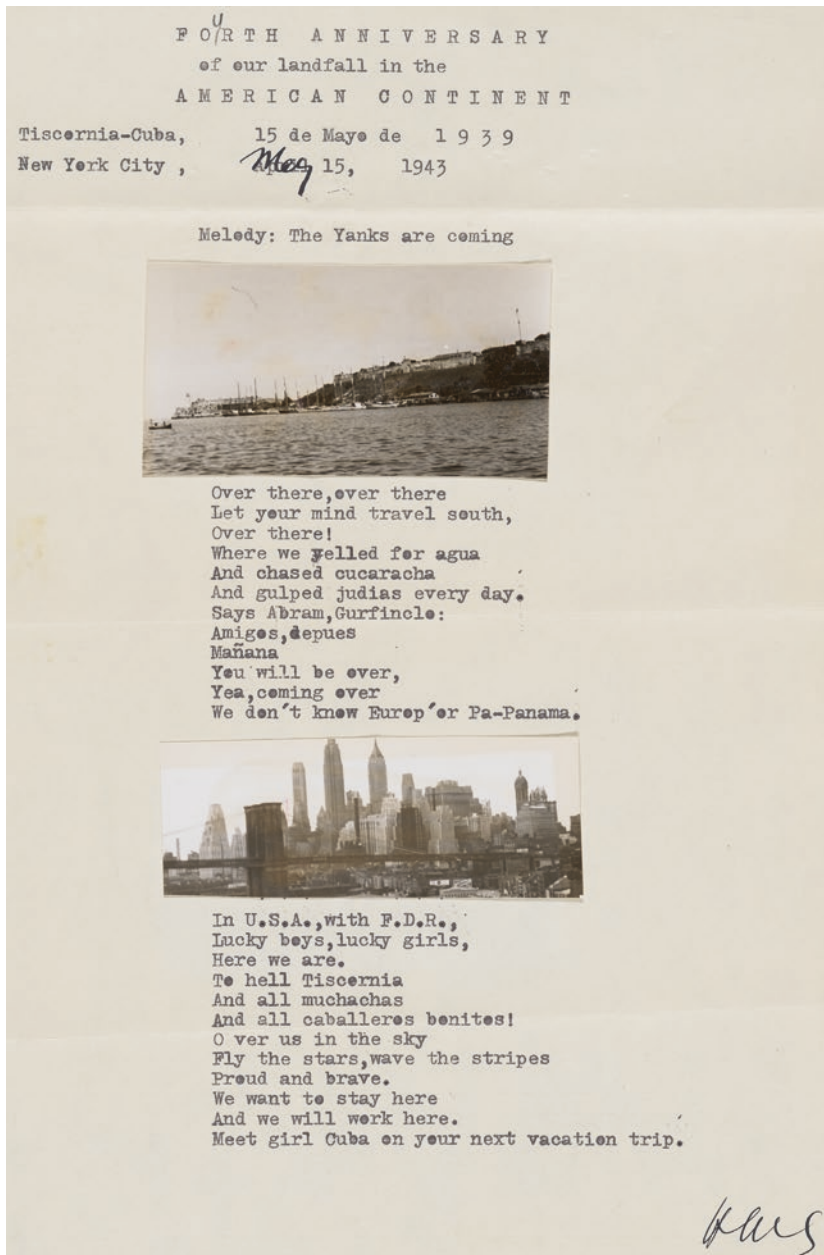 FOURTH ANNIVERSARY
of our landfall in the
AMERICAN CONTINENT
Tiscornia-Cuba, 15 de Mayo de 1939
New York City , May 15, 1943
Melody: The Yanks are coming
Over there,over there
Let your mind travel south,
Over there!
Where we yelled for agua
And chased cucaracha
And gulped judias every day.
Says Abram,Gurfincle:
Amigos,depues
Mañana
You will be over,
Yea,coming over
We don't know Europ'or Pa-Panama.
In U.S.A.,with F.D.R.,
Lucky boys,lucky girls,
Here we are.
To hell Tiscornia
And all muchachas
And all caballeros bonitos!
O ver us in the sky
Fly the stars,wave the stripes
Proud and brave.
We want to stay here
And we will work here.
Meet girl Cuba on your next vacation trip.